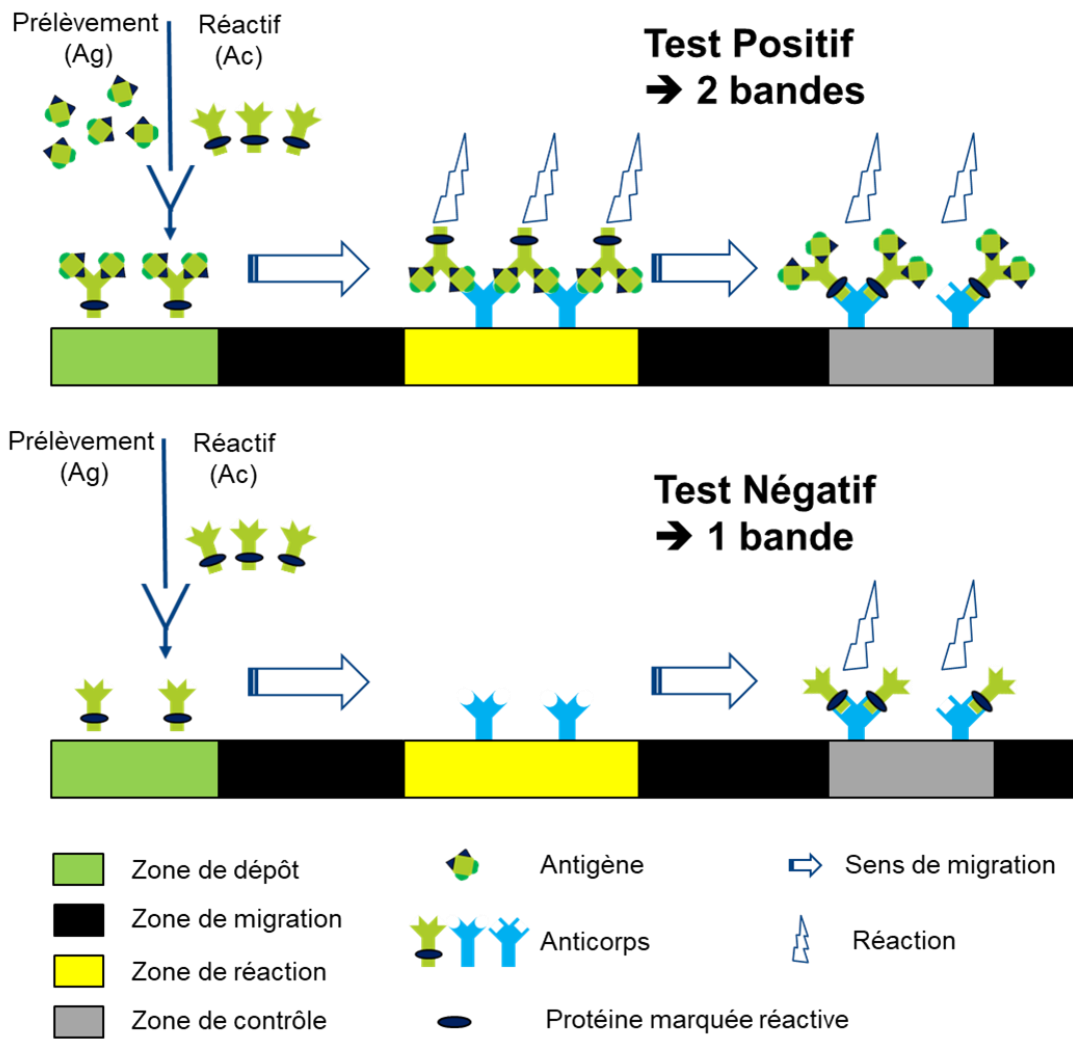 Prélèvement
(Ag)
Réactif
(Ac)
Test Positif
➔ 2 bandes
Prélèvement
(Ag)
Réactif
(Ac)
Test Négatif
➔ 1 bande
Zone de dépôt
Zone de migration
Zone de réaction
Zone de contrôle
Antigène
Anticorps
Protéine marquée réactive
Sens de migration
Réaction